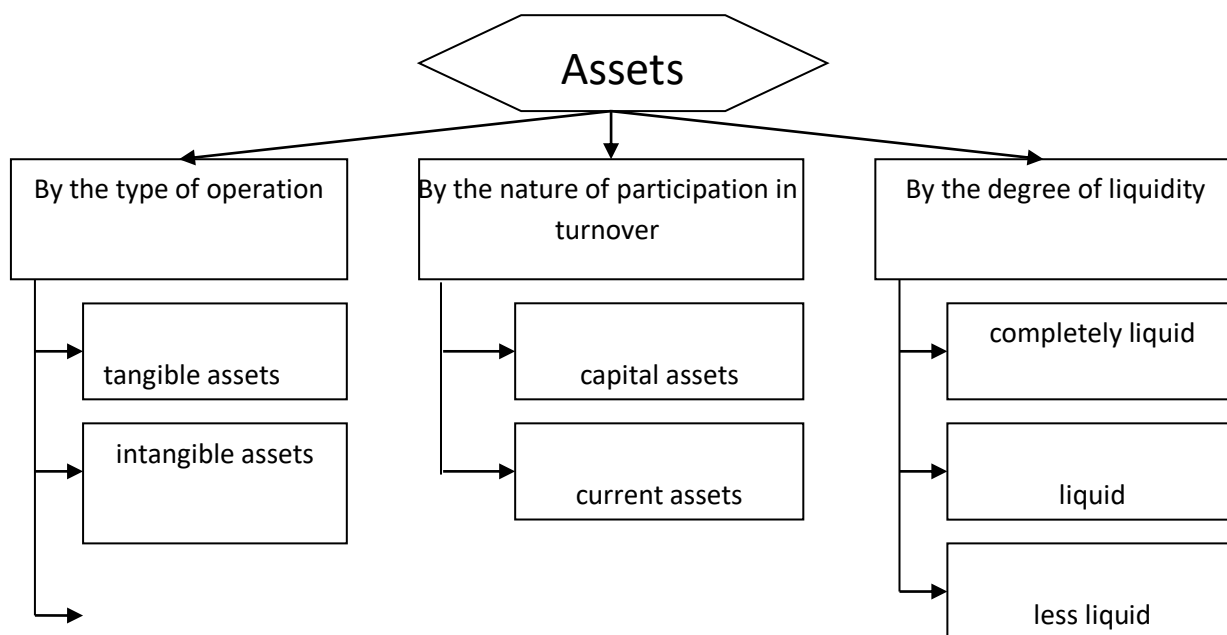 Assets
By the type of operation
By the nature of participation in
turnover
By the degree of liquidity
tangible assets
intangible assets
capital assets
current assets
completely liquid
liquid
less liquid